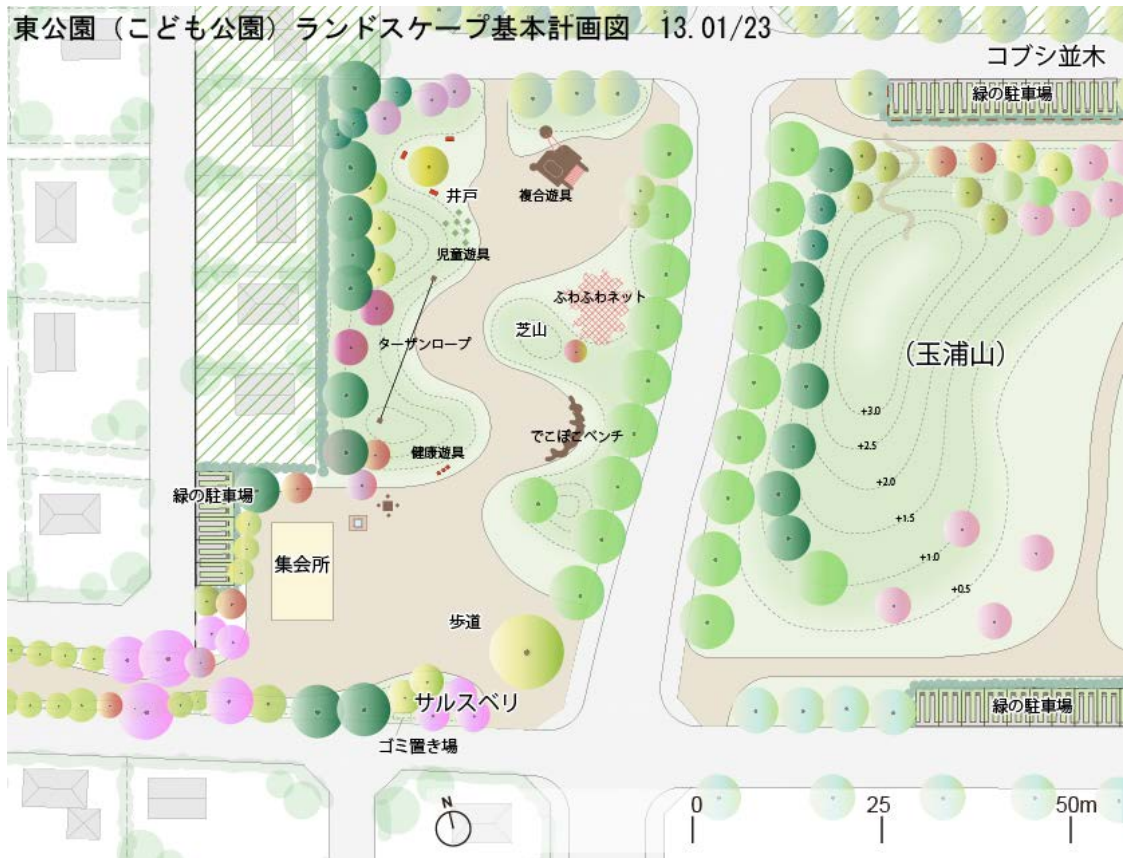 東公園（こども公園）ランドスケープ基本計画図 13.01/23
コブシ並木
緑の駐車場
井戸
複合遊具
児童遊具
ふわふわネット
芝山
ターザンロープ
（玉浦山）
+3.0
でこぼこベンチ
+2.5
健康遊具
+2.0
緑の駐車場
+1.5
+1.0
集会所
+0.5
歩道
サルスベリ
緑の駐車場
ゴミ置き場
N
0 25 50m